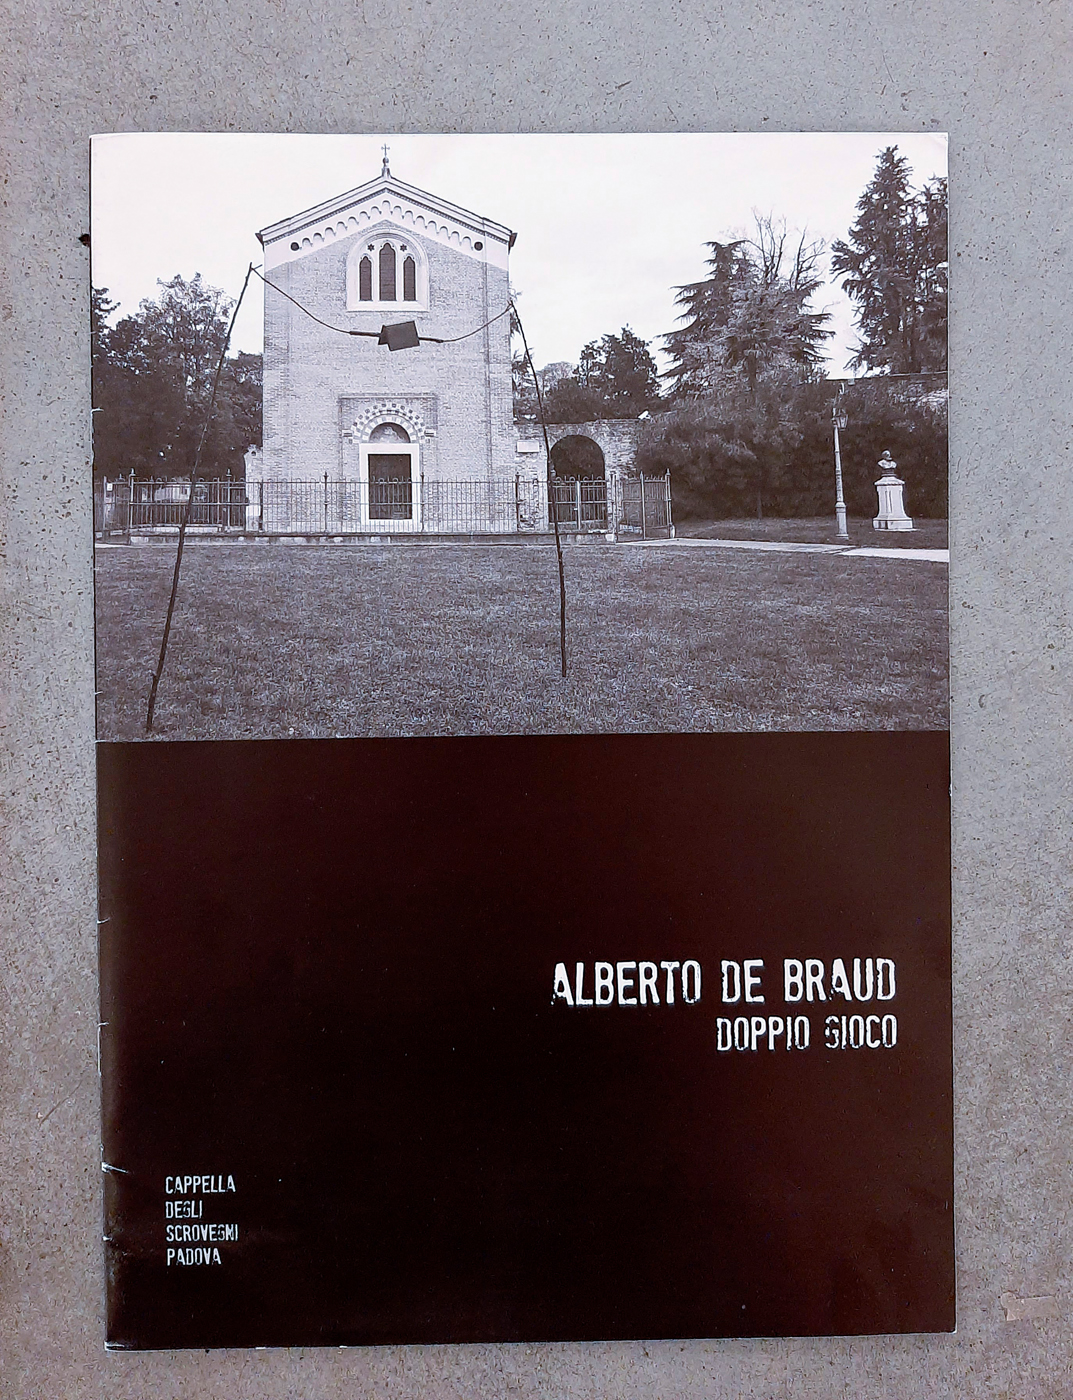 ALBERTO DE BRAUD
DOPPIO GIOCO
CAPPELLA
DEGLI
SCROVEGNI
PADOVA